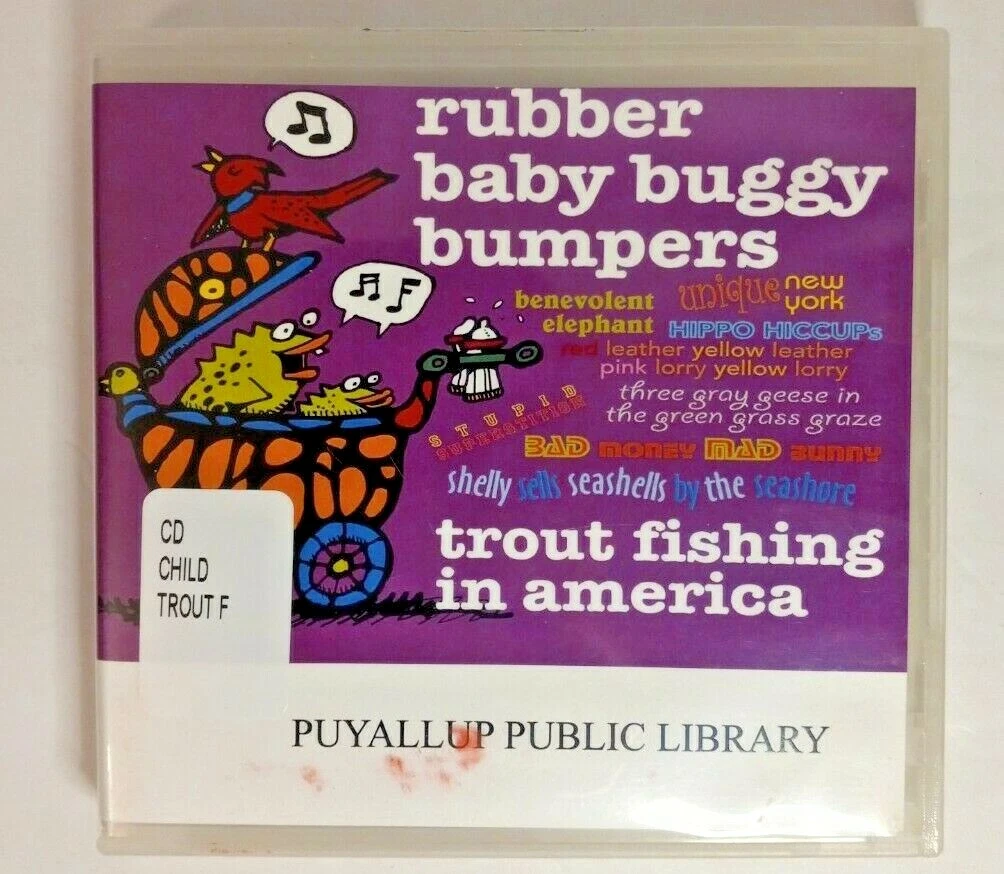 rubber
baby buggy
bumpers
F
benevolent
elephant
unique new
york
HIPPO HICCUPs
red leather yellow leather
pink lorry yellow lorry
three gray geese in
the green grass graze
STUPID
SUPERSTITION
BAD MONEY MAD BUNNY
shelly sells seashells by the seashore
trout fishing
in america
CD
CHILD
TROUT F
PUYALLUP PUBLIC LIBRARY